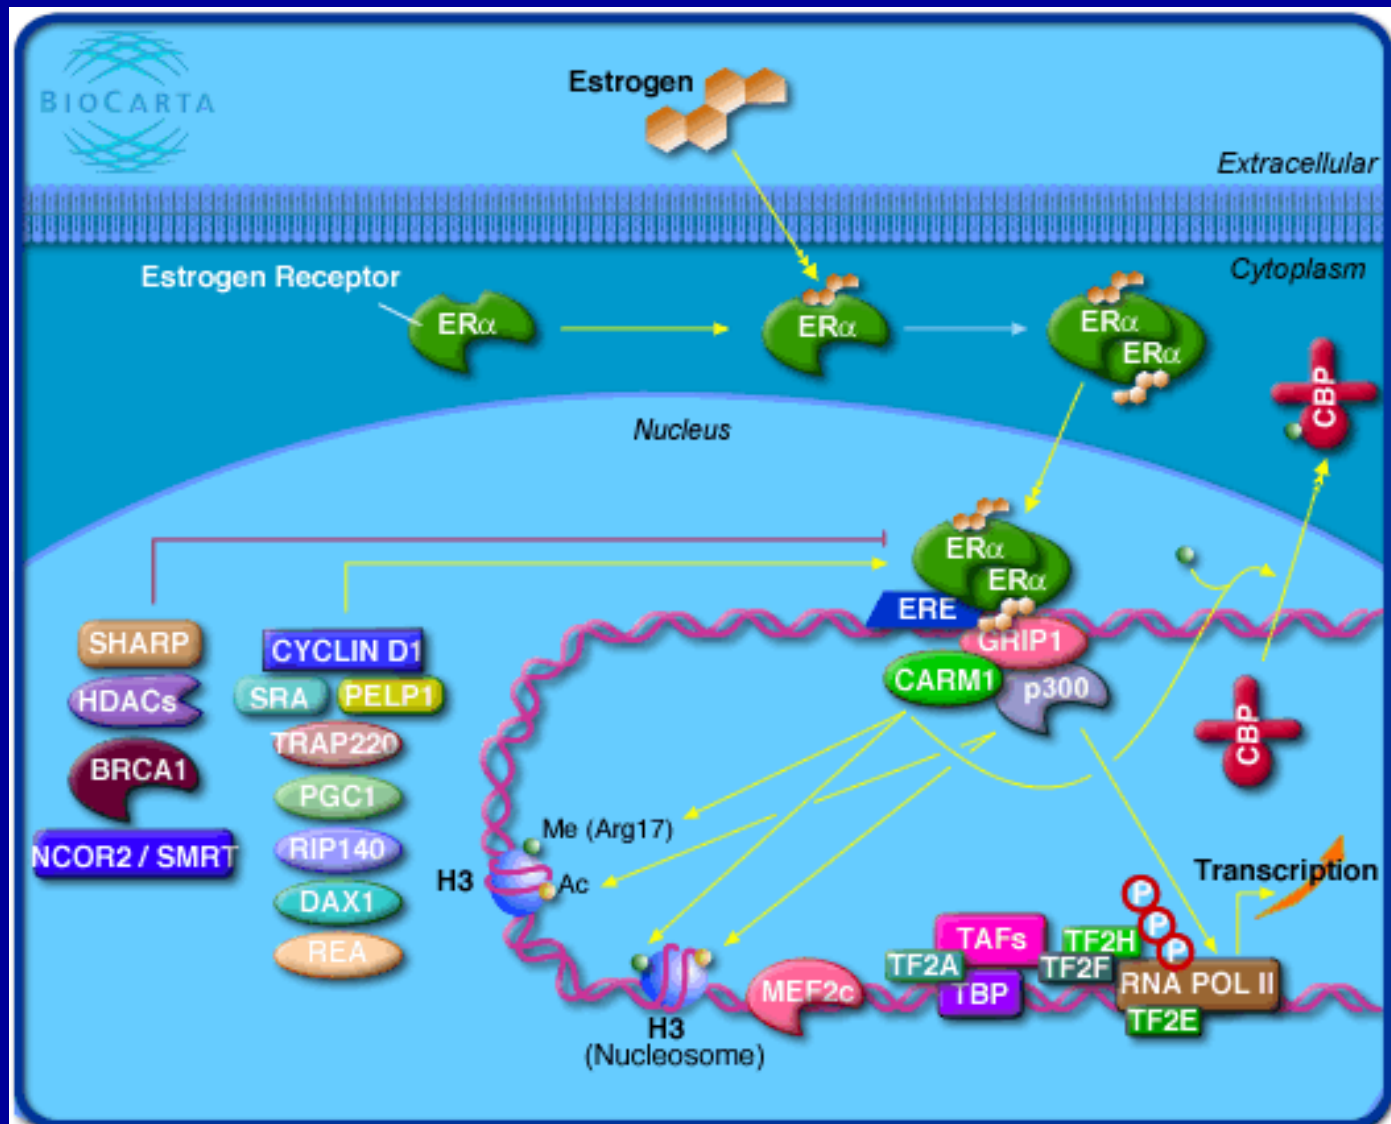 BIOCARTA
Estrogen
Extracellular
Cytoplasm
Estrogen Receptor
ERα
ERα
ERα
ERα
CBP
Nucleus
ERα
ERα
ERE
GRIP1
CARM1
p300
CBP
SHARP
HDACs
BRCA1
NCOR2 / SMRT
CYCLIN D1
SRA
PELP1
TRAP220
PGC1
RIP140
DAX1
REA
Me (Arg17)
H3
Ac
H3
(Nucleosome)
MEF2c
TF2A
TAFs
TBP
TF2H
TF2F
P
P
P
RNA POL II
TF2E
Transcription